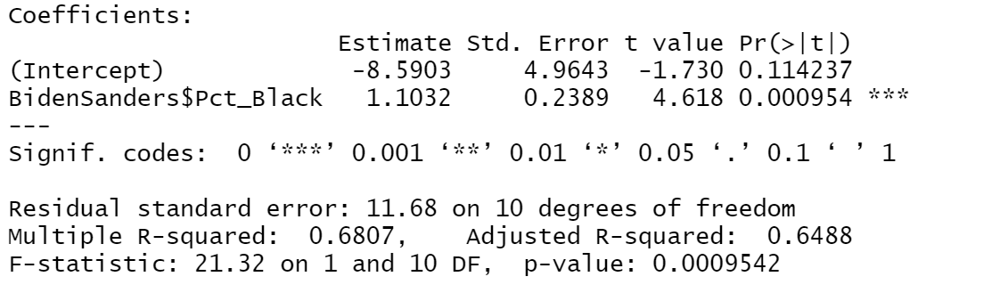 Coefficients:
Estimate Std. Error t value Pr(>|t|)
(Intercept) -8.5903 4.9643 -1.730 0.114237
BidenSanders$Pct_Black 1.1032 0.2389 4.618 0.000954 ***
---
Signif. codes: 0 ‘***’ 0.001 ‘**’ 0.01 ‘*’ 0.05 ‘.’ 0.1 ‘ ’ 1
Residual standard error: 11.68 on 10 degrees of freedom
Multiple R-squared: 0.6807, Adjusted R-squared: 0.6488
F-statistic: 21.32 on 1 and 10 DF, p-value: 0.0009542